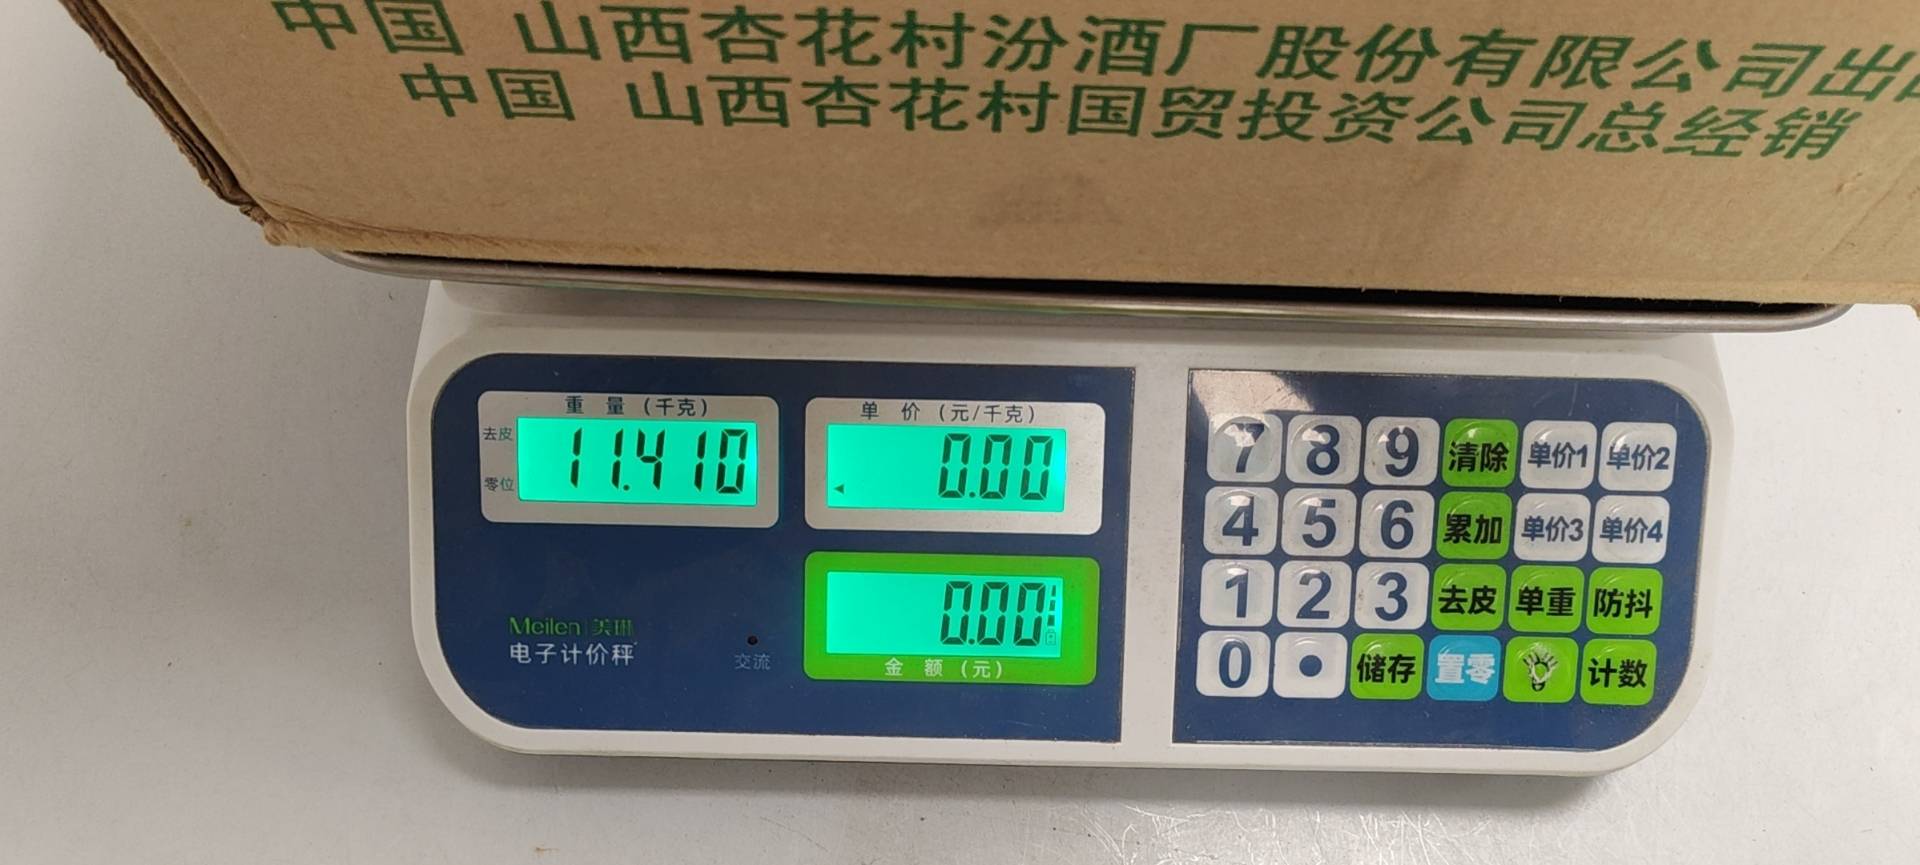 中国 山西杏花村汾酒厂股份有限公司出
中国 山西杏花村国贸投资公司总经销
重量(千克)
去皮
零位
11.410
单价(元/千克)
0.00
0.00
金额(元)
Meilen 美琳
电子计价秤
交流
7 8 9 清除 单价1 单价2
4 5 6 累加 单价3 单价4
1 2 3 去皮 单重 防抖
0 • 储存 置零 计数